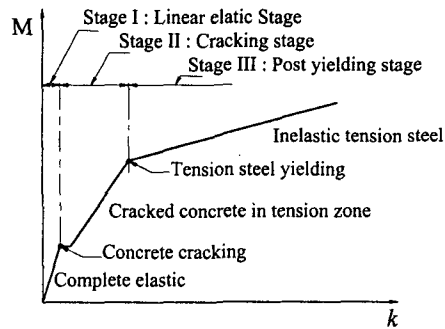 M
Stage I : Linear elatic Stage
Stage II : Cracking stage
Stage III : Post yielding stage
Inelastic tension steel
Tension steel yielding
Cracked concrete in tension zone
Concrete cracking
Complete elastic
k